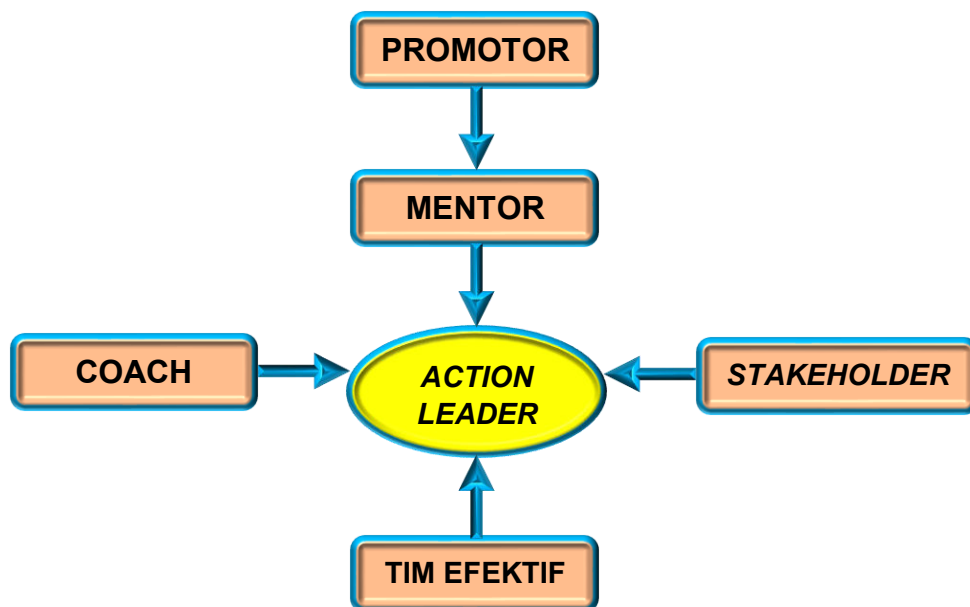 PROMOTOR
MENTOR
COACH
ACTION
LEADER
STAKEHOLDER
TIM EFEKTIF